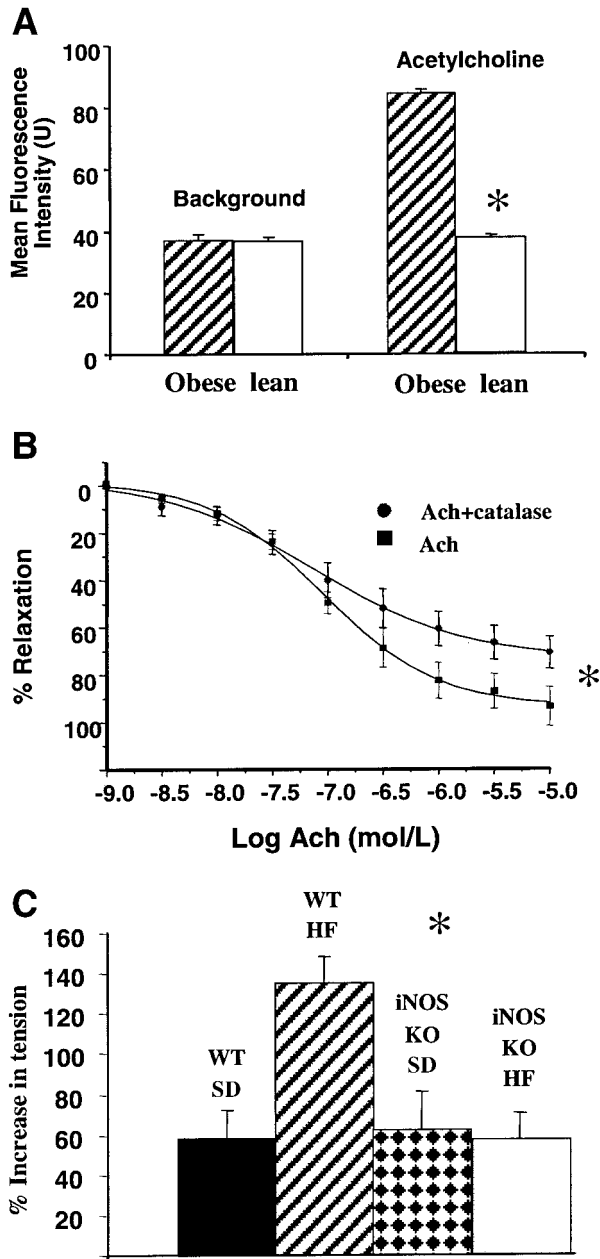 A
Mean Fluorescence
Intensity (U)
100
80
60
40
20
0
Background
Acetylcholine
*
Obese lean
Obese lean
B
% Relaxation
0
20
40
60
80
100
Ach+catalase
Ach
*
-9.0 -8.5 -8.0 -7.5 -7.0 -6.5 -6.0 -5.5 -5.0
Log Ach (mol/L)
C
% Increase in tension
160
140
120
100
80
60
40
20
WT
SD
WT
HF
*
iNOS
KO
SD
iNOS
KO
HF